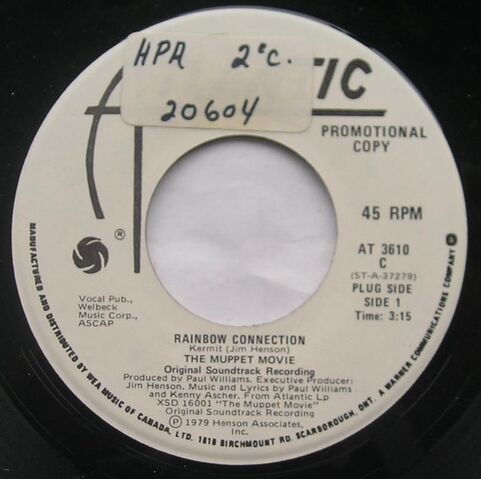 HPR 2°C.
20604
A TIC
PROMOTIONAL
COPY
45 RPM
AT 3610
C
(ST-A-37279)
PLUG SIDE
SIDE 1
Time: 3:15
®
Vocal Pub.,
Welbeck
Music Corp.,
ASCAP
RAINBOW CONNECTION
Kermit (Jim Henson)
THE MUPPET MOVIE
Original Soundtrack Recording
Produced by Paul Williams. Executive Producer:
Jim Henson. Music and Lyrics by Paul Williams
and Kenny Ascher. From Atlantic Lp
XSD 16001 "The Muppet Movie"
Original Soundtrack Recording
℗ 1979 Henson Associates,
Inc.
MANUFACTURED AND DISTRIBUTED BY WEA MUSIC OF CANADA, LTD. 1810 BIRCHMOUNT RD. SCARBOROUGH, ONT. A WARNER COMMUNICATIONS COMPANY